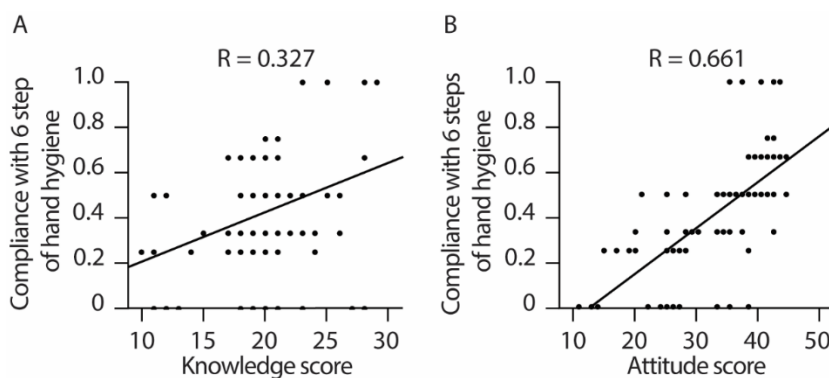 A
R = 0.327
Compliance with 6 step
of hand hygiene
1.0
0.8
0.6
0.4
0.2
0
10 15 20 25 30
Knowledge score
B
R = 0.661
Compliance with 6 steps
of hand hygiene
1.0
0.8
0.6
0.4
0.2
0
10 20 30 40 50
Attitude score